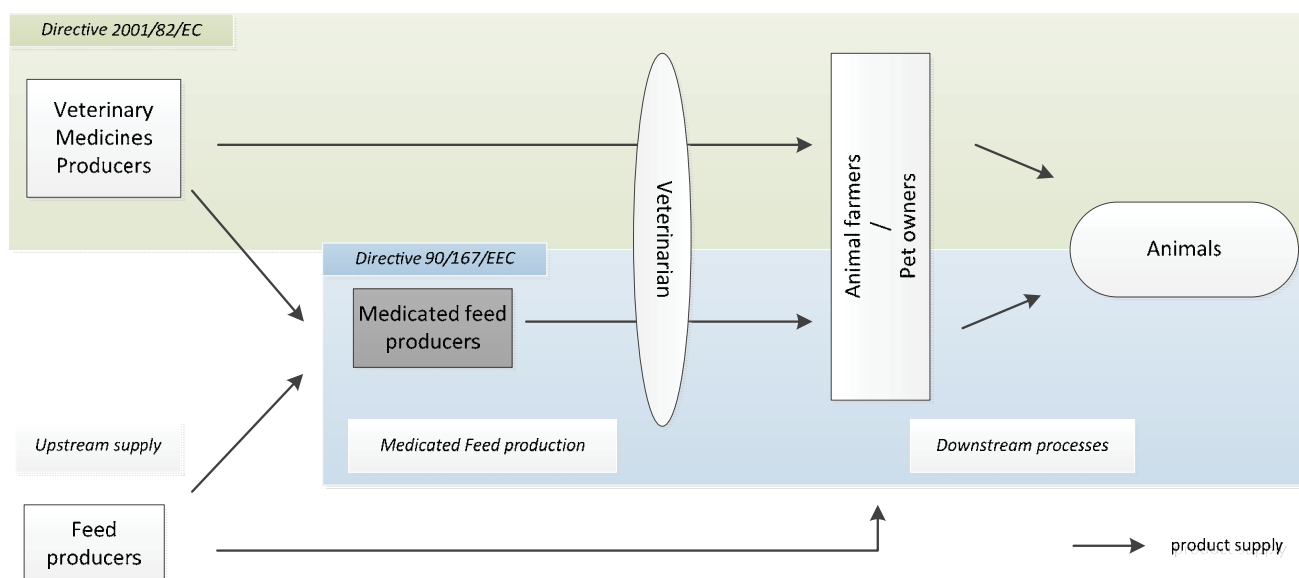 Directive 2001/82/EC
Veterinary
Medicines
Producers
Veterinarian
Animal farmers
/
Pet owners
Animals
Directive 90/167/EEC
Medicated feed
producers
Upstream supply
Medicated Feed production
Downstream processes
Feed
producers
product supply